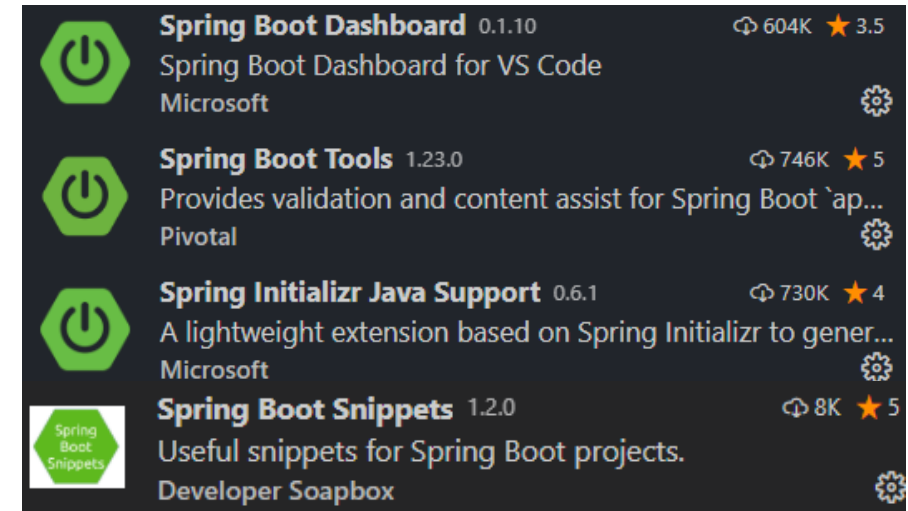 Spring Boot Dashboard 0.1.10 604K 3.5
Spring Boot Dashboard for VS Code
Microsoft
Spring Boot Tools 1.23.0 746K 5
Provides validation and content assist for Spring Boot `ap...
Pivotal
Spring Initializr Java Support 0.6.1 730K 4
A lightweight extension based on Spring Initializr to gener...
Microsoft
Spring
Boot
Snippets
Spring Boot Snippets 1.2.0 8K 5
Useful snippets for Spring Boot projects.
Developer Soapbox